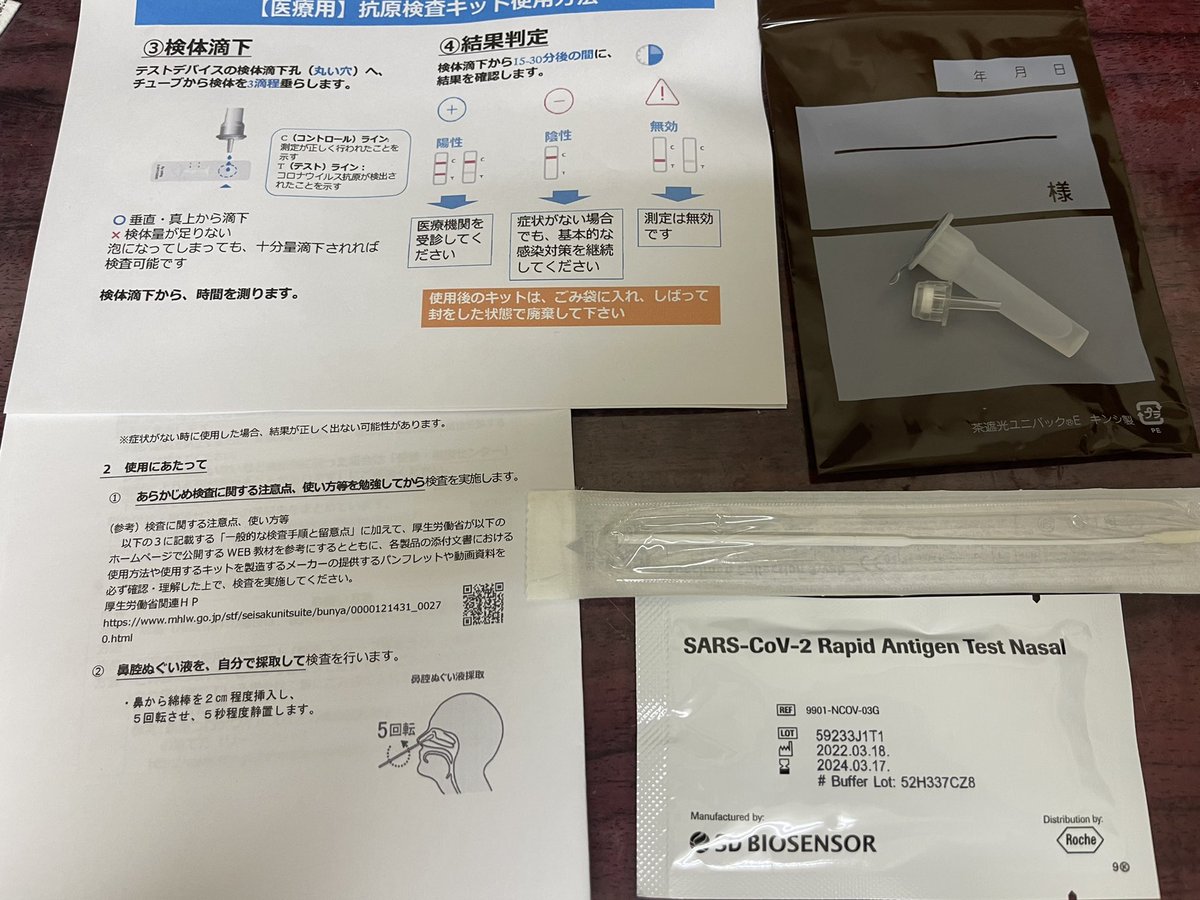 【医療用】抗原検査キット使用方法
③検体滴下
テストデバイスの検体滴下孔（丸い穴）へ、
チューブから検体を3滴程垂らします。
C（コントロール）ライン:
測定が正しく行われたことを
示す
T（テスト）ライン：
コロナウイルス抗原が検出さ
れたことを示す
○ 垂直・真上から滴下
× 検体量が足りない
泡になってしまっても、十分量滴下されれば
検査可能です
検体滴下から、時間を測ります。
④結果判定
検体滴下から15-30分後の間に、
結果を確認します。
陽性
陰性
無効
C
T
C
T
C
T
医療機関を
受診してく
ださい
症状がない場合
でも、基本的な
感染対策を継続
してください
測定は無効
です
使用後のキットは、ごみ袋に入れ、しばって
封をした状態で廃棄して下さい
年 月 日
様
茶遮光ユニパック®E キンシ製
PE
※症状がない時に使用した場合、結果が正しく出ない可能性があります。
2 使用にあたって
① あらかじめ検査に関する注意点、使い方等を勉強してから検査を実施します。
（参考）検査に関する注意点、使い方等
以下の３に記載する「一般的な検査手順と留意点」に加えて、厚生労働省が以下の
ホームページで公開するWEB教材を参考にするとともに、各製品の添付文書における
使用方法や使用するキットを製造するメーカーの提供するパンフレットや動画資料を
必ず確認・理解した上で、検査を実施してください。
厚生労働省関連ＨＰ
https://www.mhlw.go.jp/stf/seisakunitsuite/bunya/0000121431_0027
0.html
② 鼻腔ぬぐい液を、自分で採取して検査を行います。
・鼻から綿棒を２㎝程度挿入し、
５回転させ、５秒程度静置します。
鼻腔ぬぐい液採取
5回転
SARS-CoV-2 Rapid Antigen Test Nasal
REF 9901-NCOV-03G
LOT 59233J1T1
2022.03.18.
2024.03.17.
# Buffer Lot: 52H337CZ8
Manufactured by:
SD BIOSENSOR
Distribution by:
Roche
9Ⓚ